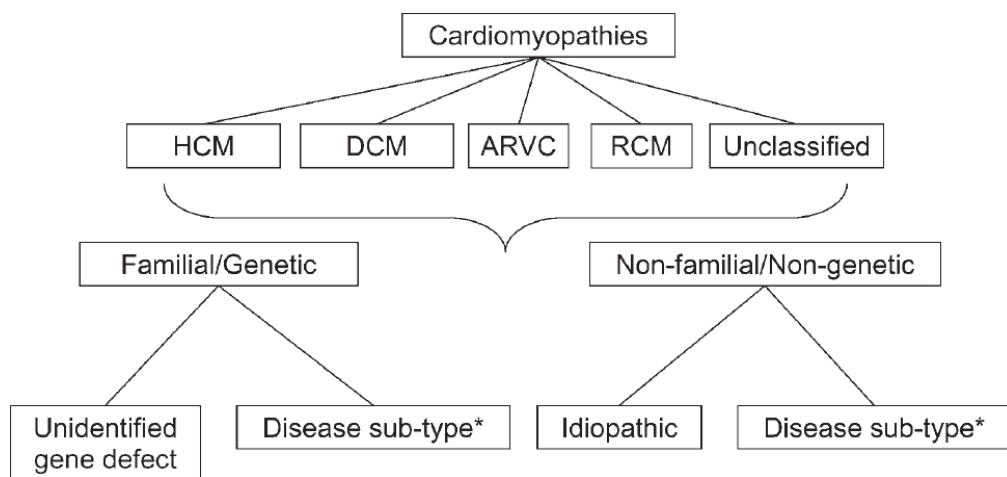 Cardiomyopathies
HCM
DCM
ARVC
RCM
Unclassified
Familial/Genetic
Non-familial/Non-genetic
Unidentified
gene defect
Disease sub-type*
Idiopathic
Disease sub-type*